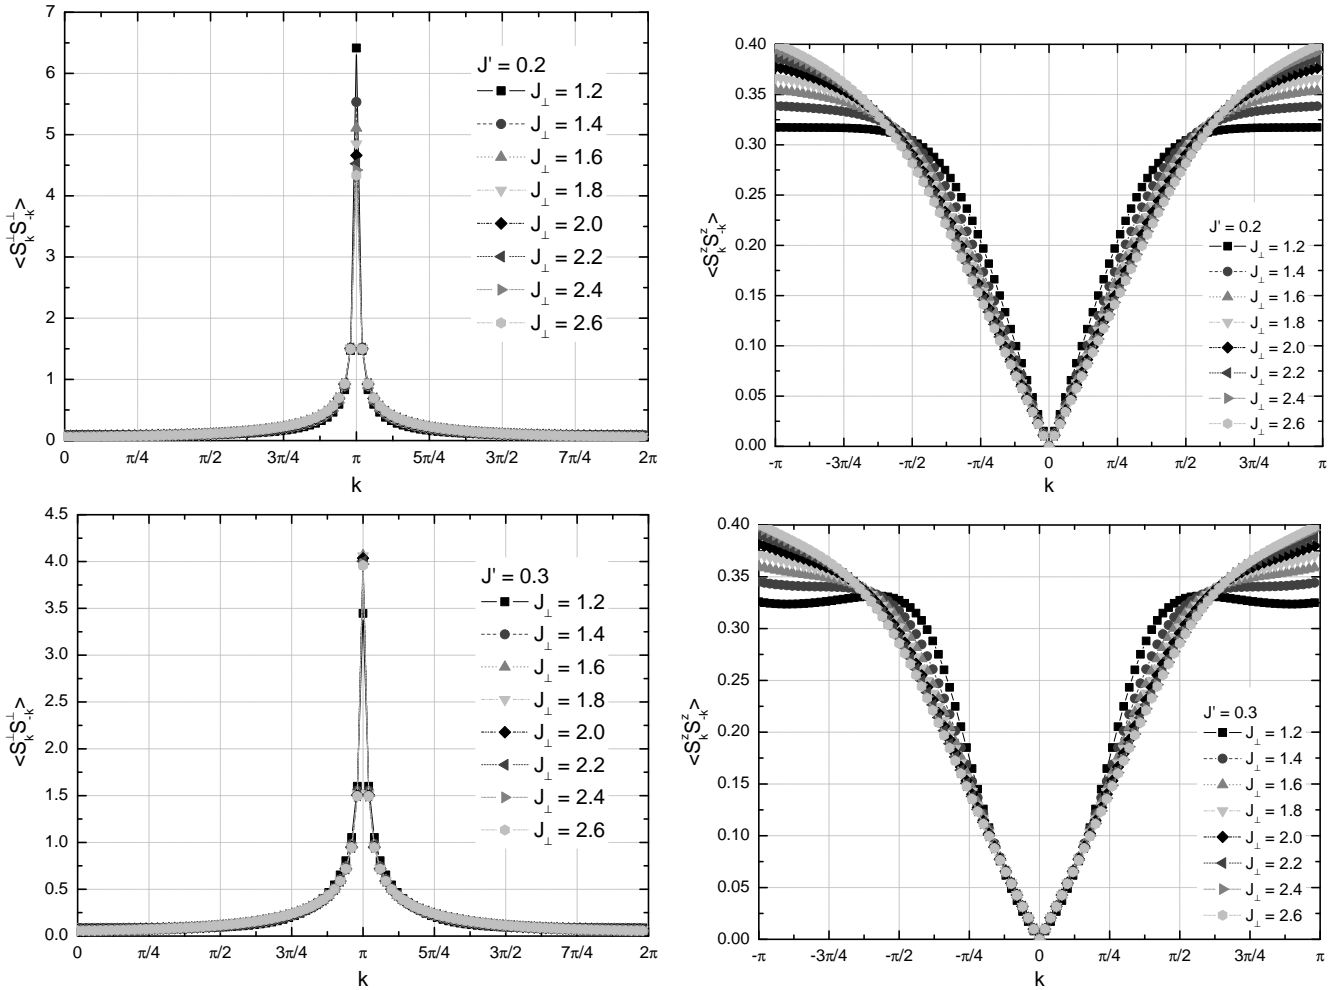 7
6
5
4
3
2
1
0
<S⊥k S⊥-k>
J' = 0.2
J⊥ = 1.2
J⊥ = 1.4
J⊥ = 1.6
J⊥ = 1.8
J⊥ = 2.0
J⊥ = 2.2
J⊥ = 2.4
J⊥ = 2.6
0 π/4 π/2 3π/4 π 5π/4 3π/2 7π/4 2π
k
0.40
0.35
0.30
0.25
0.20
0.15
0.10
0.05
0.00
<Szk Sz-k>
J' = 0.2
J⊥ = 1.2
J⊥ = 1.4
J⊥ = 1.6
J⊥ = 1.8
J⊥ = 2.0
J⊥ = 2.2
J⊥ = 2.4
J⊥ = 2.6
-π -3π/4 -π/2 -π/4 0 π/4 π/2 3π/4 π
k
4.5
4.0
3.5
3.0
2.5
2.0
1.5
1.0
0.5
0.0
<S⊥k S⊥-k>
J' = 0.3
J⊥ = 1.2
J⊥ = 1.4
J⊥ = 1.6
J⊥ = 1.8
J⊥ = 2.0
J⊥ = 2.2
J⊥ = 2.4
J⊥ = 2.6
0 π/4 π/2 3π/4 π 5π/4 3π/2 7π/4 2π
k
0.40
0.35
0.30
0.25
0.20
0.15
0.10
0.05
0.00
<Szk Sz-k>
J' = 0.3
J⊥ = 1.2
J⊥ = 1.4
J⊥ = 1.6
J⊥ = 1.8
J⊥ = 2.0
J⊥ = 2.2
J⊥ = 2.4
J⊥ = 2.6
-π -3π/4 -π/2 -π/4 0 π/4 π/2 3π/4 π
k